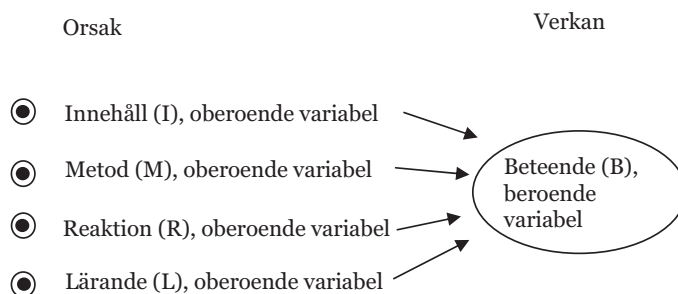 Orsak
Verkan
Innehåll (I), oberoende variabel
Metod (M), oberoende variabel
Reaktion (R), oberoende variabel
Lärande (L), oberoende variabel
Beteende (B),
beroende
variabel